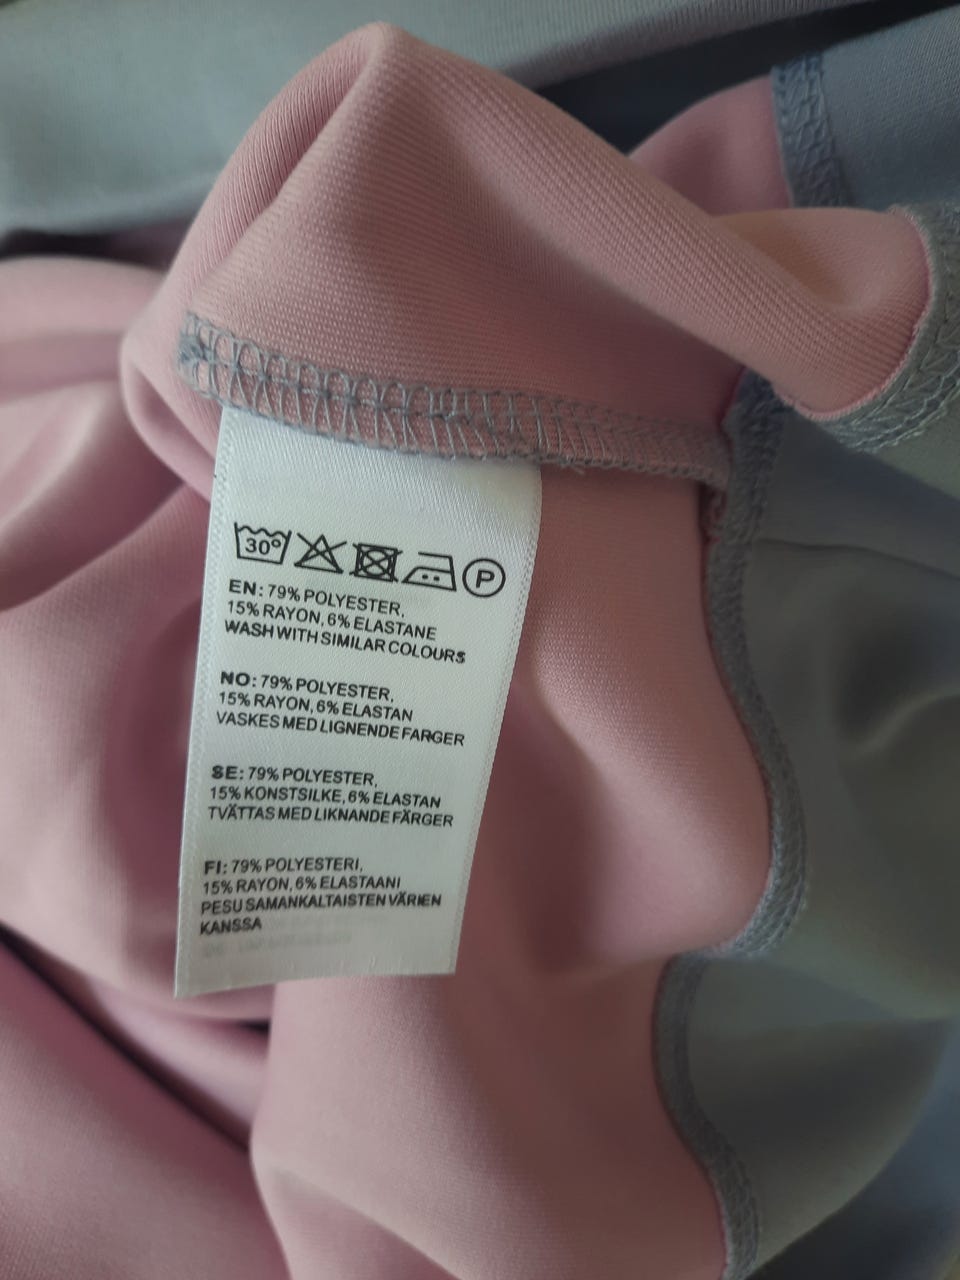 30°
P
EN: 79% POLYESTER,
15% RAYON, 6% ELASTANE
WASH WITH SIMILAR COLOURS
NO: 79% POLYESTER,
15% RAYON, 6% ELASTAN
VASKES MED LIGNENDE FARGER
SE: 79% POLYESTER,
15% KONSTSILKE, 6% ELASTAN
TVÄTTAS MED LIKNANDE FÄRGER
FI: 79% POLYESTERI,
15% RAYON, 6% ELASTAANI
PESU SAMANKALTAISTEN VÄRIEN
KANSSA